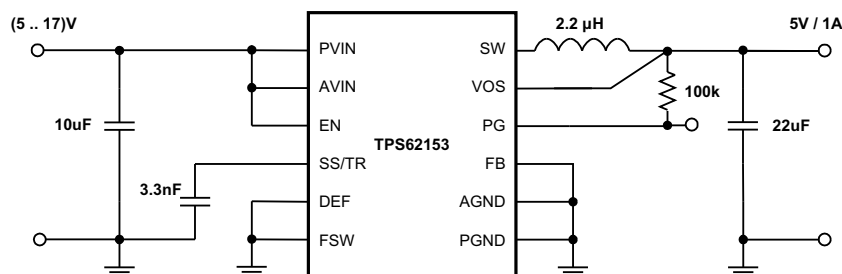 (5 .. 17)V
2.2 µH
5V / 1A
PVIN
SW
AVIN
VOS
100k
10uF
EN
PG
22uF
TPS62153
SS/TR
FB
3.3nF
DEF
AGND
FSW
PGND